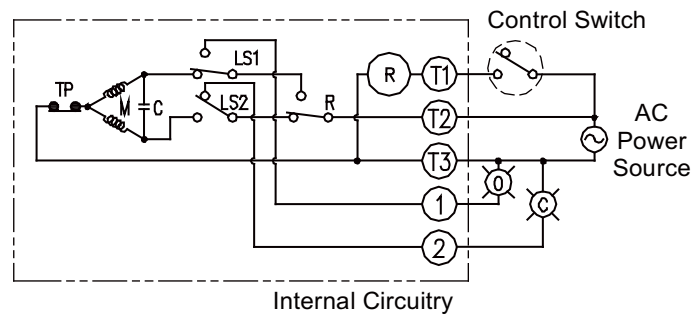 Control Switch
LS1
TP
R
T1
M
C
LS2
R
T2
AC
Power
Source
T3
O
1
C
2
Internal Circuitry